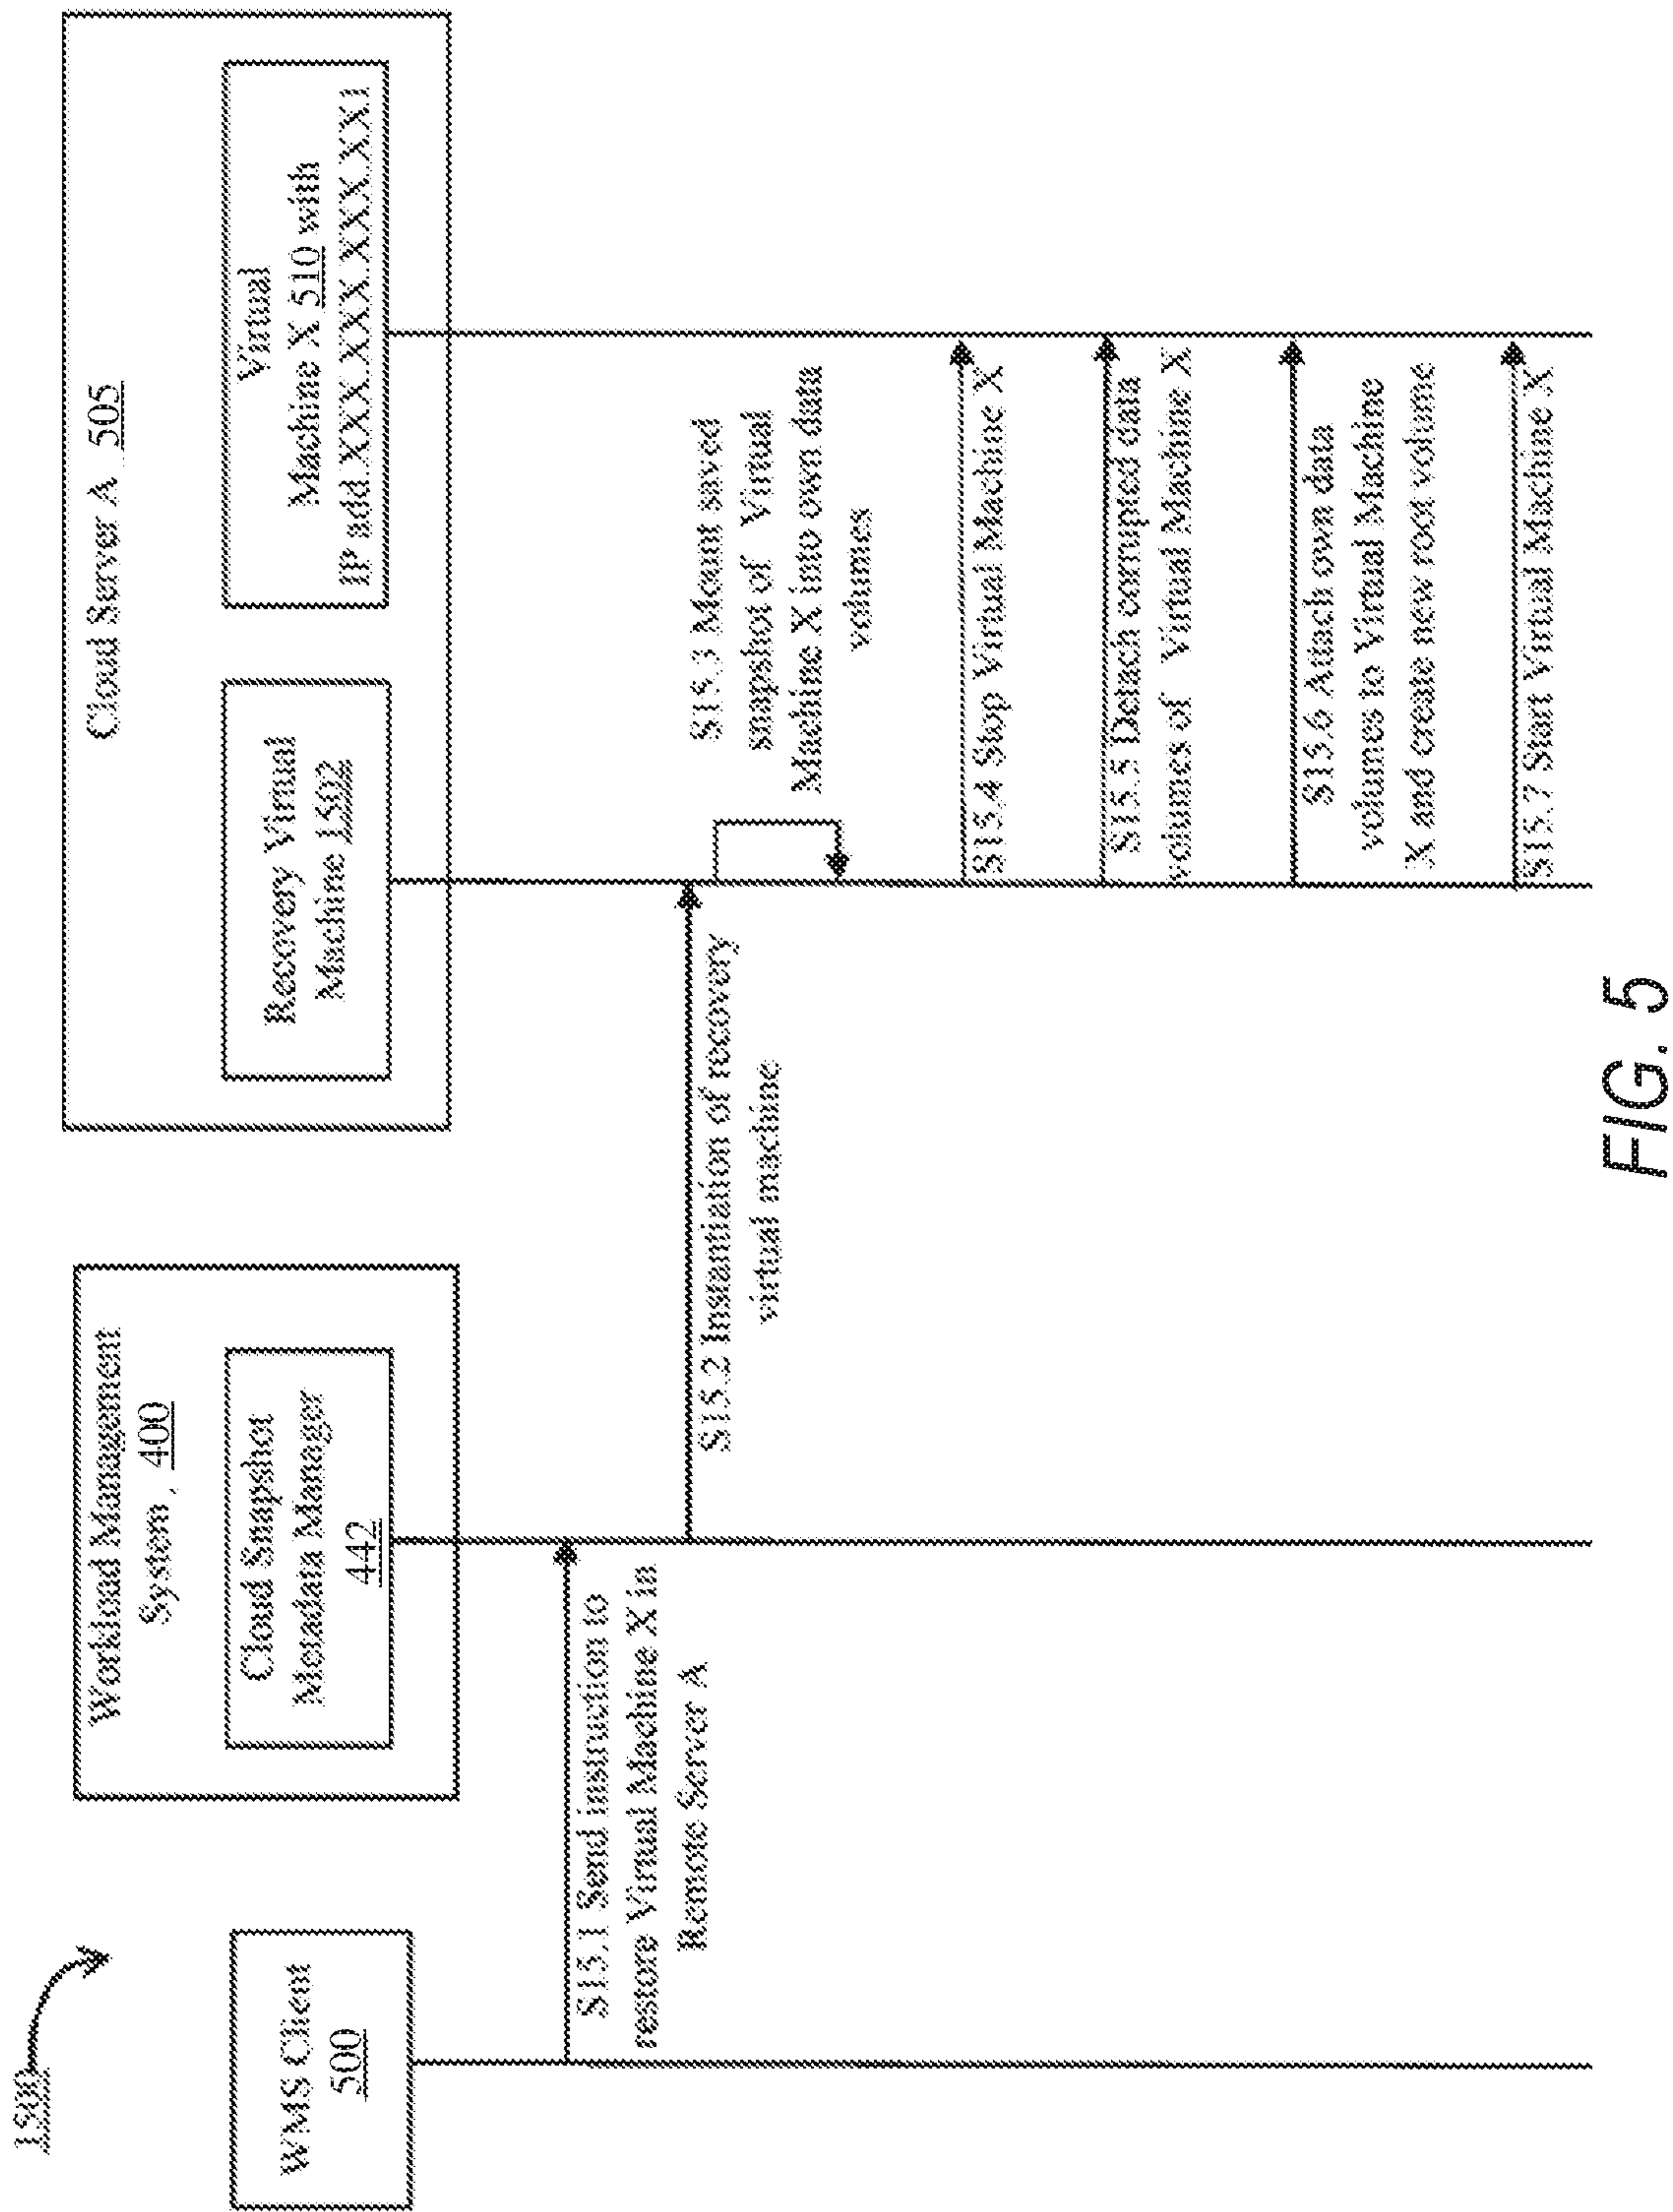 1500
WMS Client
500
Workload Management
System , 400
Cloud Snapshot
Metadata Manager
442
Cloud Server A 505
Recovery Virtual
Machine 1502
Virtual
Machine X 510 with
IP add XXX.XXX.XXX.XX1
S15.1 Send instruction to
restore Virtual Machine X in
Remote Server A
S15.2 Instantiation of recovery
virtual machine
S15.3 Mount saved
snapshot of Virtual
Machine X into own data
volumes
S15.4 Stop Virtual Machine X
S15.5 Detach corrupted data
volumes of Virtual Machine X
S15.6 Attach own data
volumes to Virtual Machine
X and create new root volume
S15.7 Start Virtual Machine X
FIG. 5